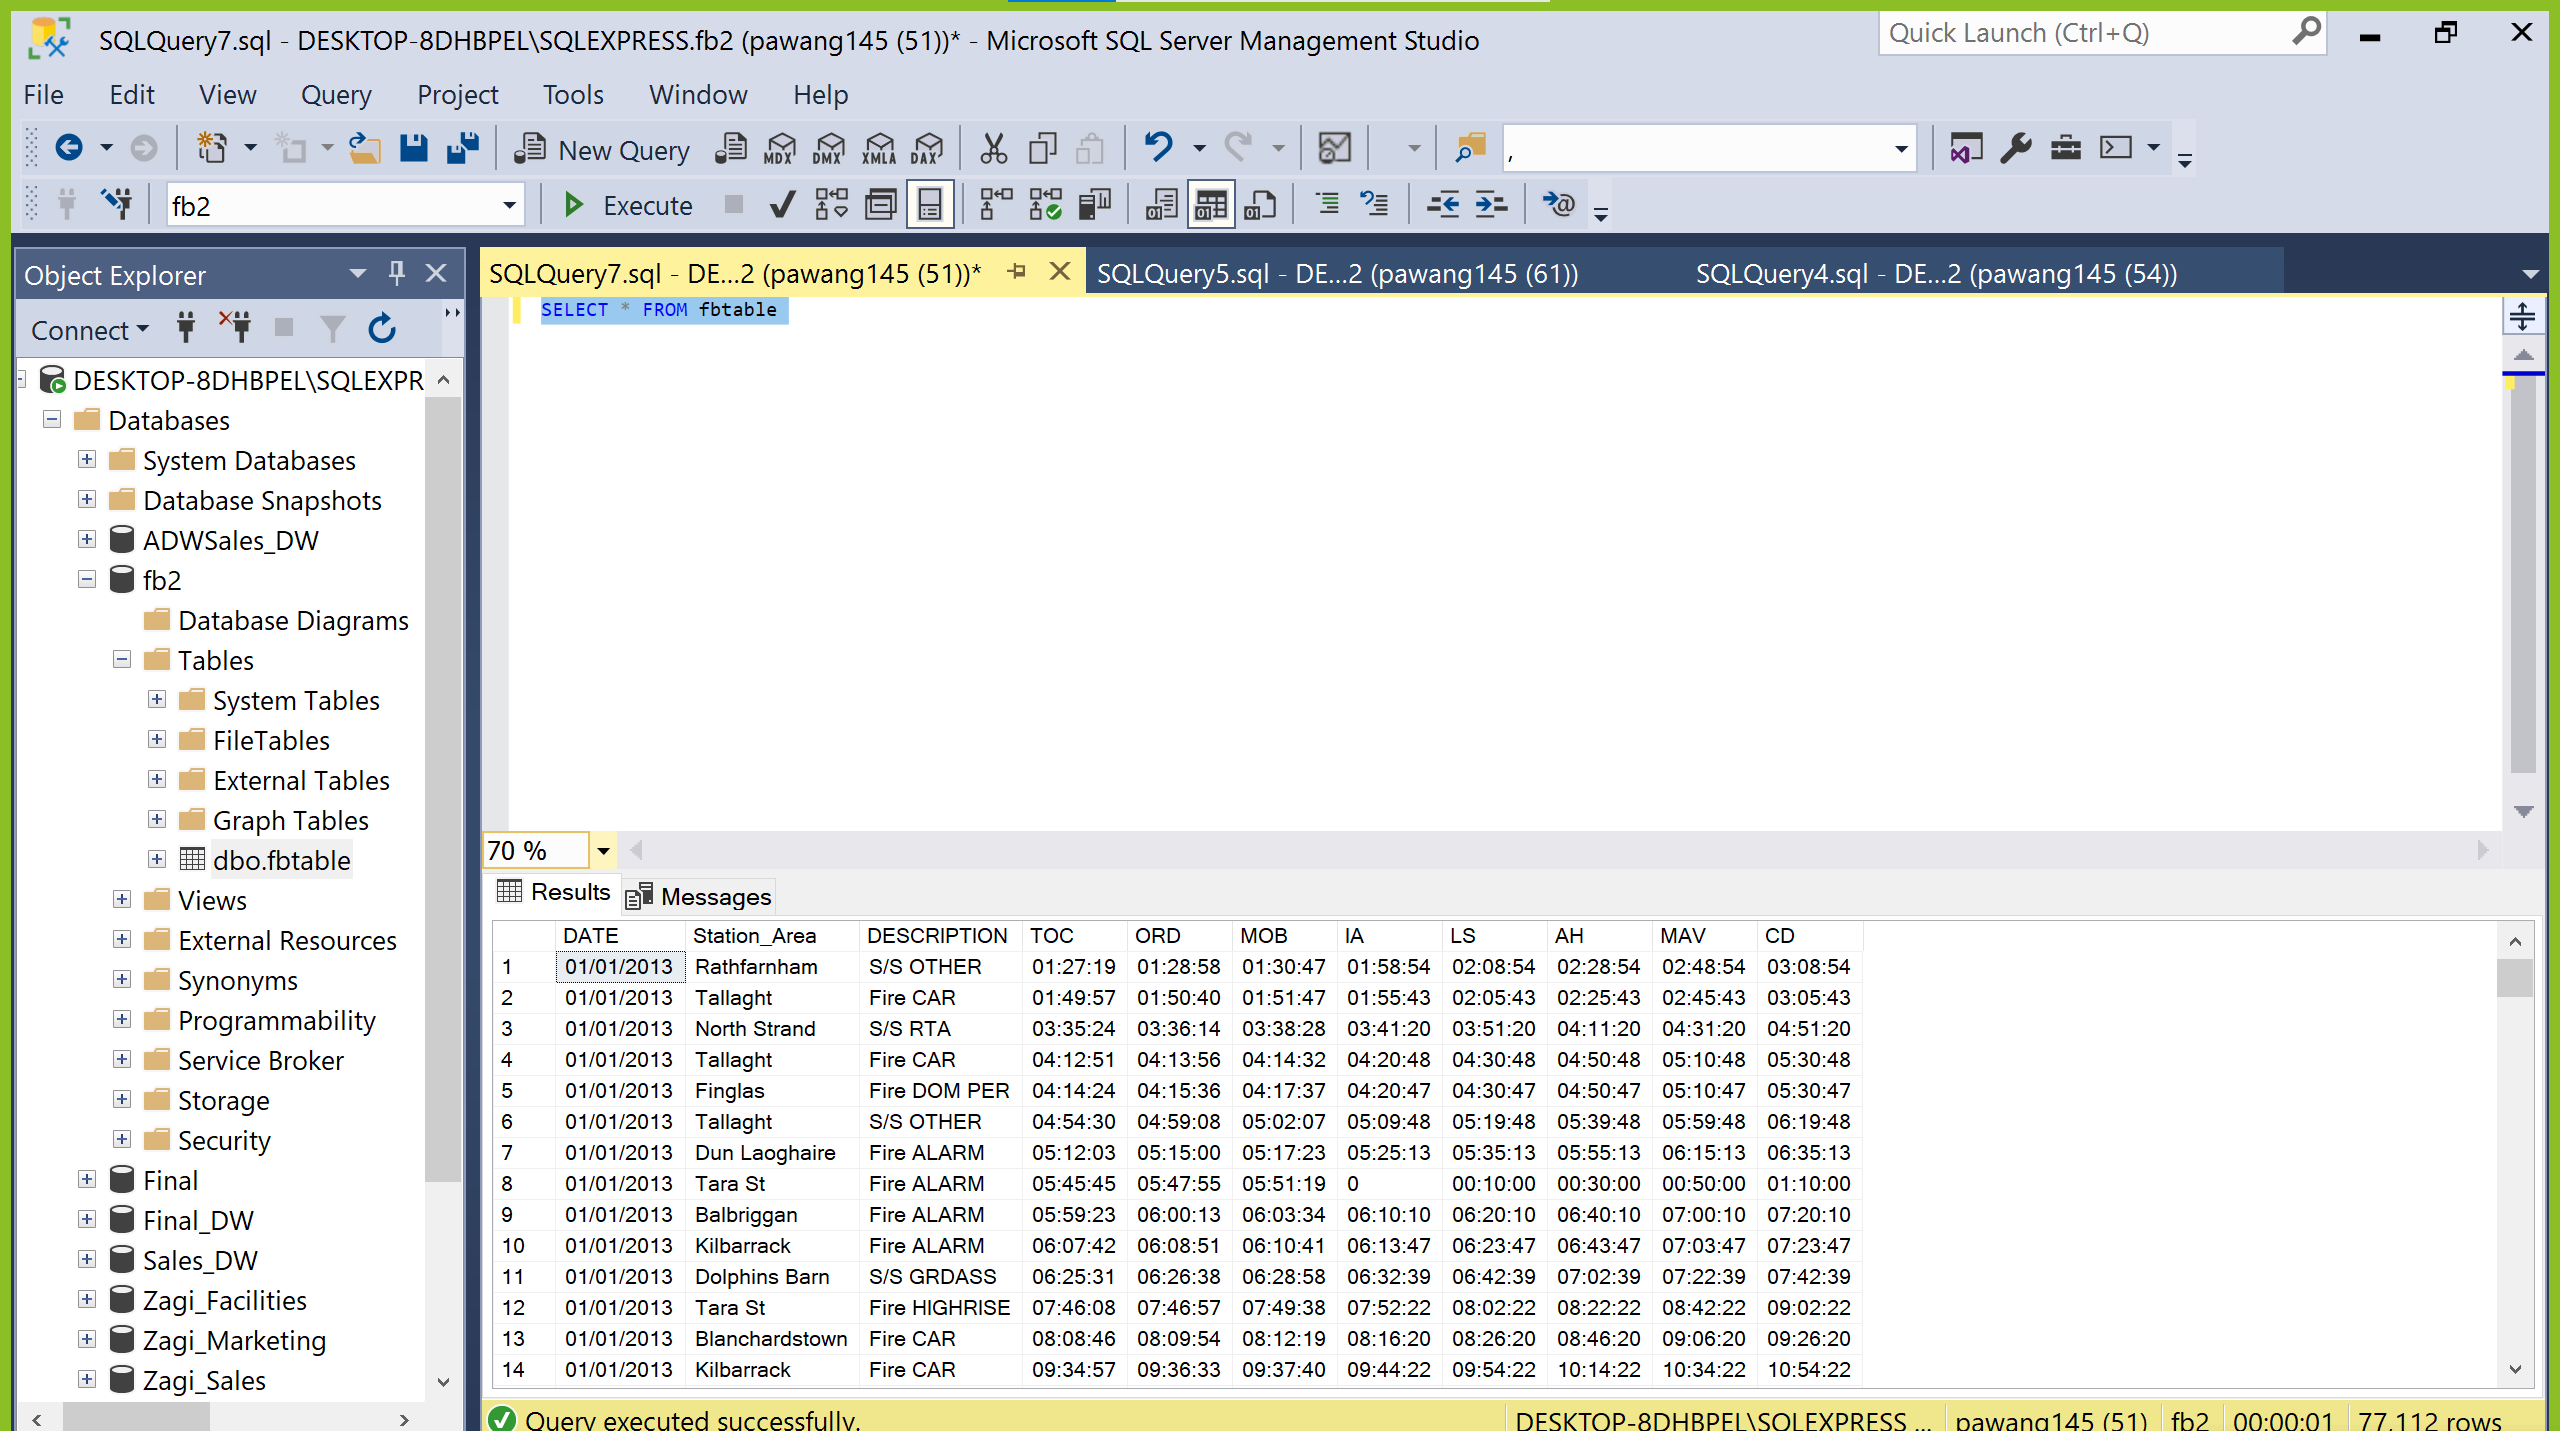 SQLQuery7.sql - DESKTOP-8DHBPEL\SQLEXPRESS.fb2 (pawang145 (51))* - Microsoft SQL Server Management Studio
Quick Launch (Ctrl+Q)
File Edit View Query Project Tools Window Help
New Query MDX DMX XMLA DAX ,
fb2 Execute
Object Explorer
SQLQuery7.sql - DE...2 (pawang145 (51))* SQLQuery5.sql - DE...2 (pawang145 (61)) SQLQuery4.sql - DE...2 (pawang145 (54))
Connect
SELECT * FROM fbtable
DESKTOP-8DHBPEL\SQLEXPR
Databases
System Databases
Database Snapshots
ADWSales_DW
fb2
Database Diagrams
Tables
System Tables
FileTables
External Tables
Graph Tables
dbo.fbtable
Views
External Resources
Synonyms
Programmability
Service Broker
Storage
Security
Final
Final_DW
Sales_DW
Zagi_Facilities
Zagi_Marketing
Zagi_Sales
70 %
Results Messages
DATE Station_Area DESCRIPTION TOC ORD MOB IA LS AH MAV CD
1 01/01/2013 Rathfarnham S/S OTHER 01:27:19 01:28:58 01:30:47 01:58:54 02:08:54 02:28:54 02:48:54 03:08:54
2 01/01/2013 Tallaght Fire CAR 01:49:57 01:50:40 01:51:47 01:55:43 02:05:43 02:25:43 02:45:43 03:05:43
3 01/01/2013 North Strand S/S RTA 03:35:24 03:36:14 03:38:28 03:41:20 03:51:20 04:11:20 04:31:20 04:51:20
4 01/01/2013 Tallaght Fire CAR 04:12:51 04:13:56 04:14:32 04:20:48 04:30:48 04:50:48 05:10:48 05:30:48
5 01/01/2013 Finglas Fire DOM PER 04:14:24 04:15:36 04:17:37 04:20:47 04:30:47 04:50:47 05:10:47 05:30:47
6 01/01/2013 Tallaght S/S OTHER 04:54:30 04:59:08 05:02:07 05:09:48 05:19:48 05:39:48 05:59:48 06:19:48
7 01/01/2013 Dun Laoghaire Fire ALARM 05:12:03 05:15:00 05:17:23 05:25:13 05:35:13 05:55:13 06:15:13 06:35:13
8 01/01/2013 Tara St Fire ALARM 05:45:45 05:47:55 05:51:19 0 00:10:00 00:30:00 00:50:00 01:10:00
9 01/01/2013 Balbriggan Fire ALARM 05:59:23 06:00:13 06:03:34 06:10:10 06:20:10 06:40:10 07:00:10 07:20:10
10 01/01/2013 Kilbarrack Fire ALARM 06:07:42 06:08:51 06:10:41 06:13:47 06:23:47 06:43:47 07:03:47 07:23:47
11 01/01/2013 Dolphins Barn S/S GRDASS 06:25:31 06:26:38 06:28:58 06:32:39 06:42:39 07:02:39 07:22:39 07:42:39
12 01/01/2013 Tara St Fire HIGHRISE 07:46:08 07:46:57 07:49:38 07:52:22 08:02:22 08:22:22 08:42:22 09:02:22
13 01/01/2013 Blanchardstown Fire CAR 08:08:46 08:09:54 08:12:19 08:16:20 08:26:20 08:46:20 09:06:20 09:26:20
14 01/01/2013 Kilbarrack Fire CAR 09:34:57 09:36:33 09:37:40 09:44:22 09:54:22 10:14:22 10:34:22 10:54:22
Query executed successfully. DESKTOP-8DHBPEL\SQLEXPRESS ... pawang145 (51) fb2 00:00:01 77,112 rows